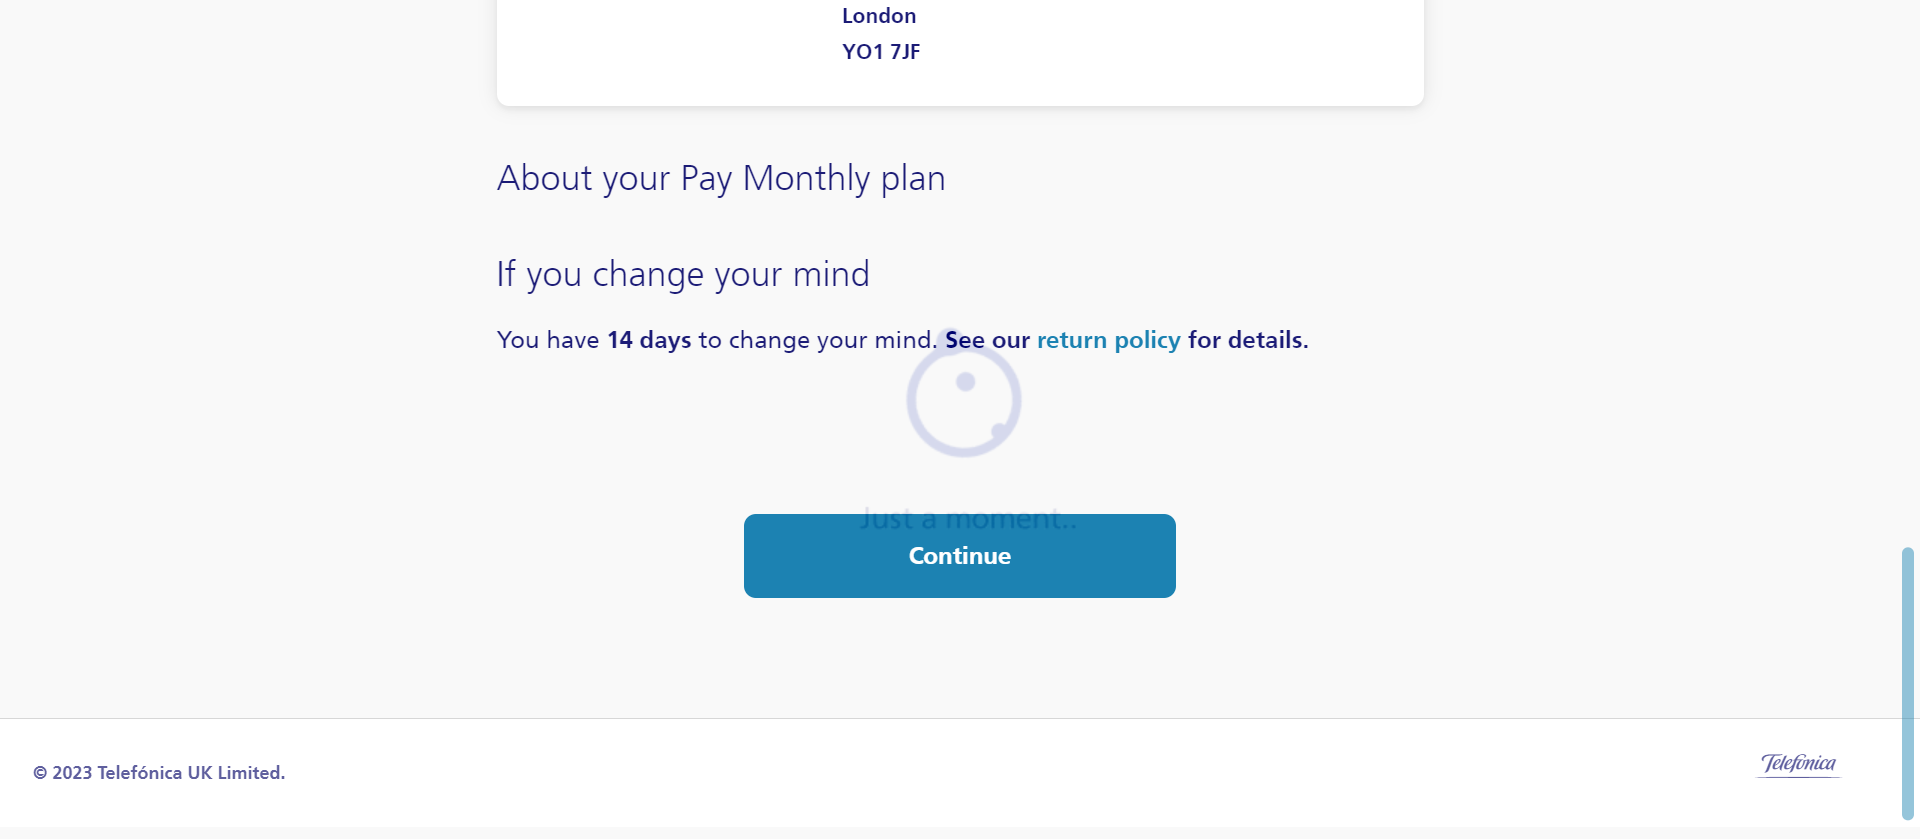 London
YO1 7JF
About your Pay Monthly plan
If you change your mind
You have 14 days to change your mind. See our return policy for details.
Just a moment..
Continue
© 2023 Telefónica UK Limited.
Telefónica